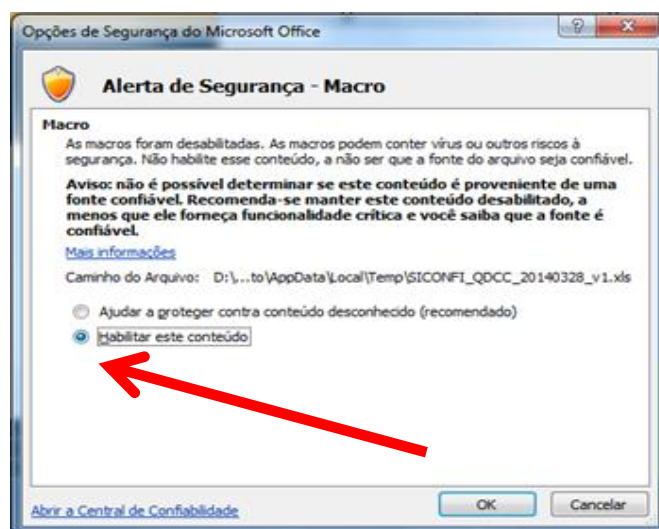 Opções de Segurança do Microsoft Office
Alerta de Segurança - Macro
Macro
As macros foram desabilitadas. As macros podem conter vírus ou outros riscos à
segurança. Não habilite esse conteúdo, a não ser que a fonte do arquivo seja confiável.
Aviso: não é possível determinar se este conteúdo é proveniente de uma
fonte confiável. Recomenda-se manter este conteúdo desabilitado, a
menos que ele forneça funcionalidade crítica e você saiba que a fonte é
confiável.
Mais informações
Caminho do Arquivo: D:\...to\AppData\Local\Temp\SICONFI_QDCC_20140328_v1.xls
Ajudar a proteger contra conteúdo desconhecido (recomendado)
Habilitar este conteúdo
Abrir a Central de Confiabilidade
OK
Cancelar